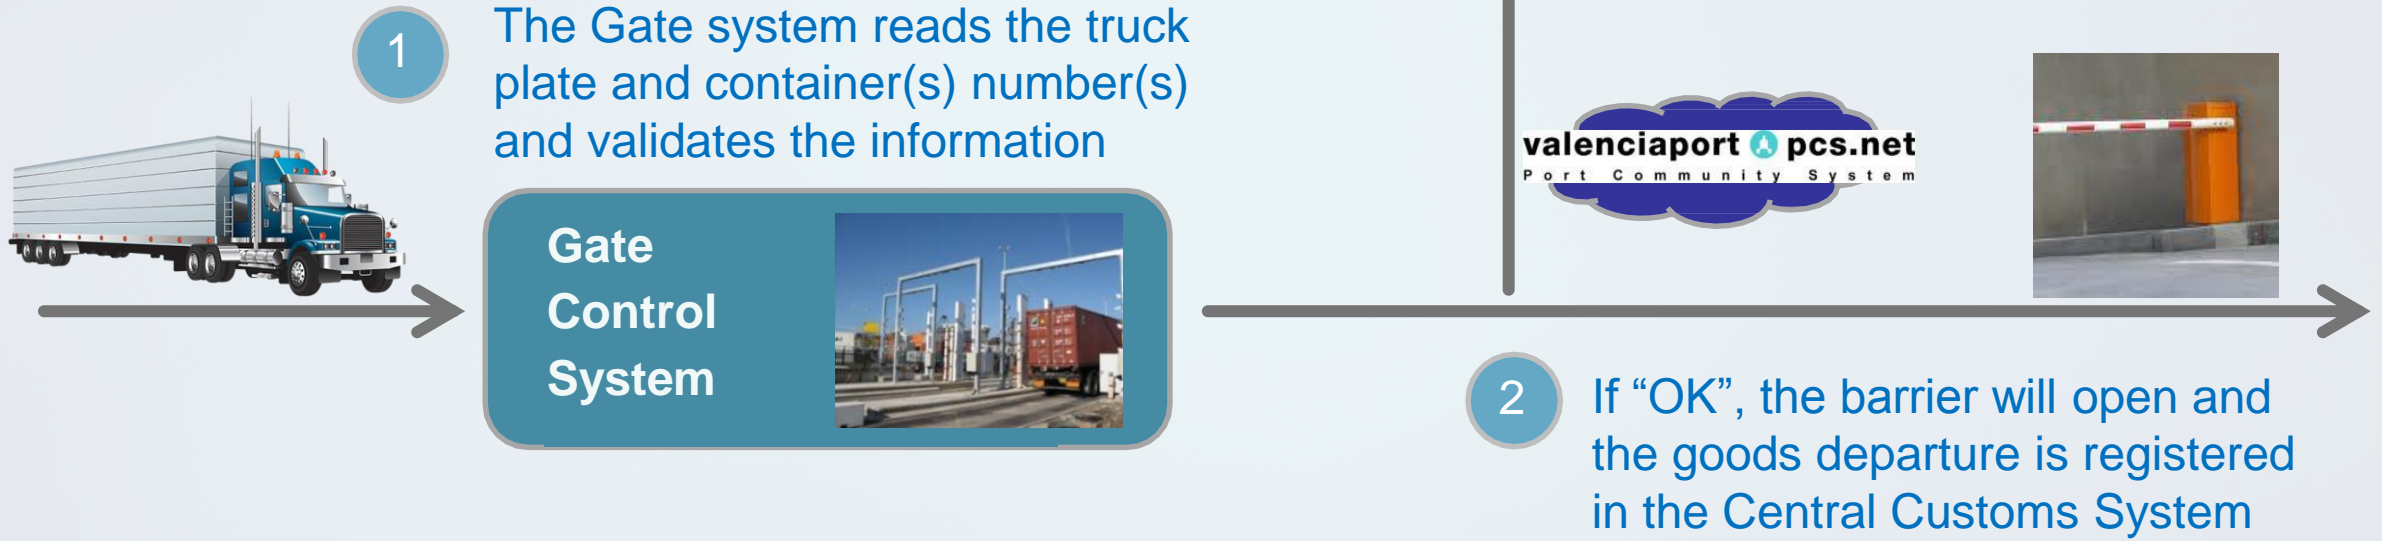 1
The Gate system reads the truck
plate and container(s) number(s)
and validates the information
Gate
Control
System
valenciaport pcs.net
Port Community System
2
If “OK”, the barrier will open and
the goods departure is registered
in the Central Customs System